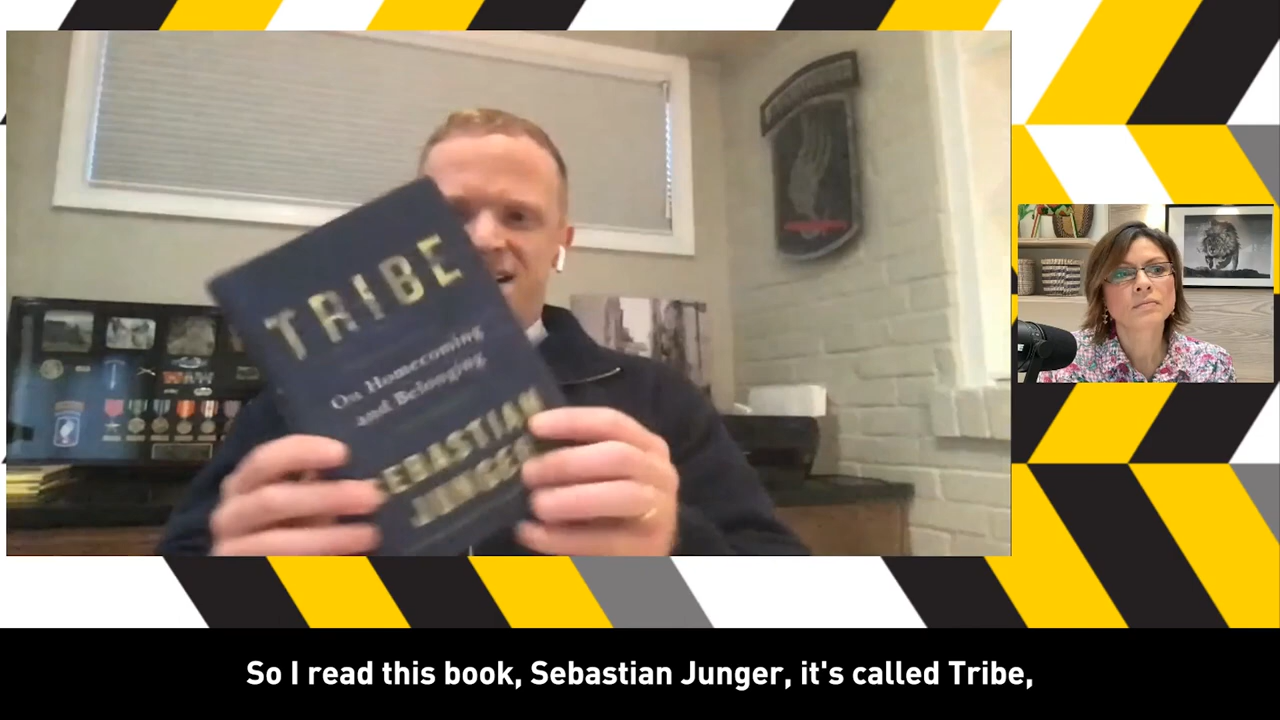 TRIBE
On Homecoming
and Belonging
SEBASTIAN
JUNGER
So I read this book, Sebastian Junger, it's called Tribe,